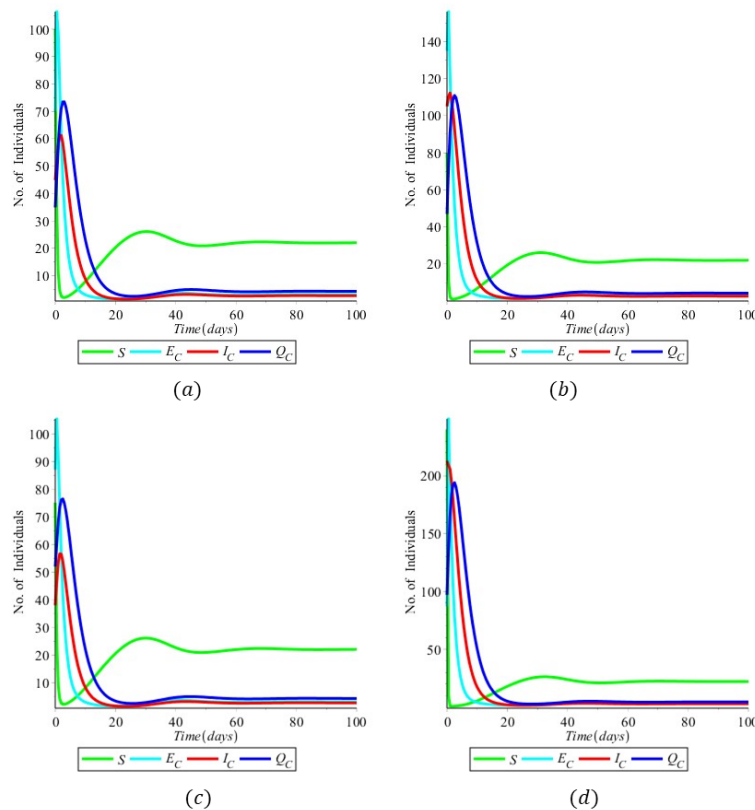 No. of Individuals
100
90
80
70
60
50
40
30
20
10
0 20 40 60 80 100
Time(days)
S E_C I_C Q_C
(a)
No. of Individuals
140
120
100
80
60
40
20
0 20 40 60 80 100
Time(days)
S E_C I_C Q_C
(b)
No. of Individuals
100
90
80
70
60
50
40
30
20
10
0 20 40 60 80 100
Time(days)
S E_C I_C Q_C
(c)
No. of Individuals
200
150
100
50
0 20 40 60 80 100
Time(days)
S E_C I_C Q_C
(d)